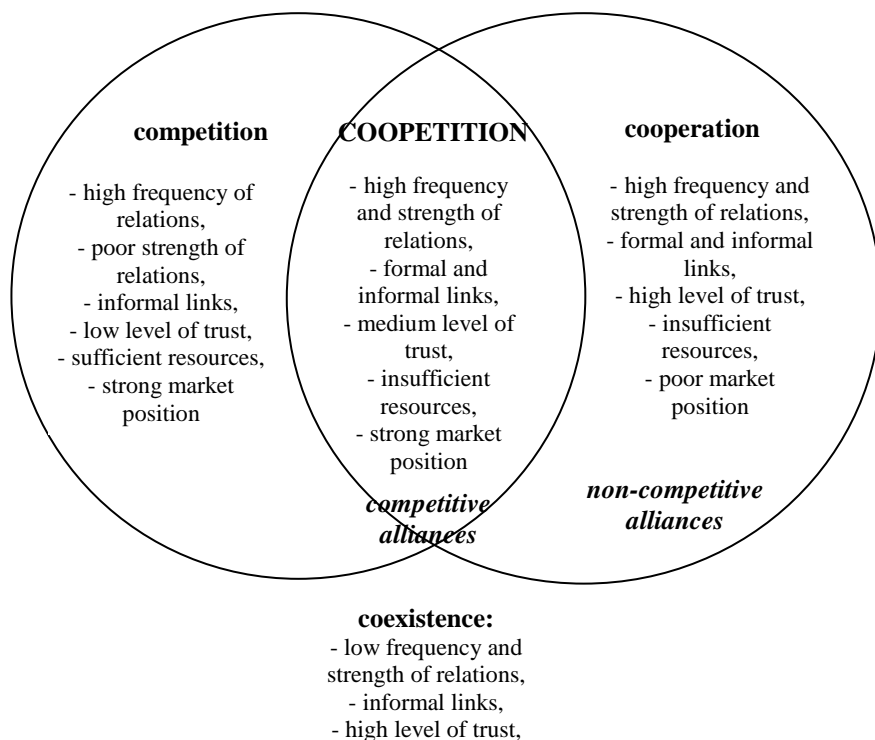 competition
- high frequency of
relations,
- poor strength of
relations,
- informal links,
- low level of trust,
- sufficient resources,
- strong market
position
COOPETITION
- high frequency
and strength of
relations,
- formal and
informal links,
- medium level of
trust,
- insufficient
resources,
- strong market
position
competitive
alliances
cooperation
- high frequency and
strength of relations,
- formal and informal
links,
- high level of trust,
- insufficient
resources,
- poor market
position
non-competitive
alliances
coexistence:
- low frequency and
strength of relations,
- informal links,
- high level of trust,